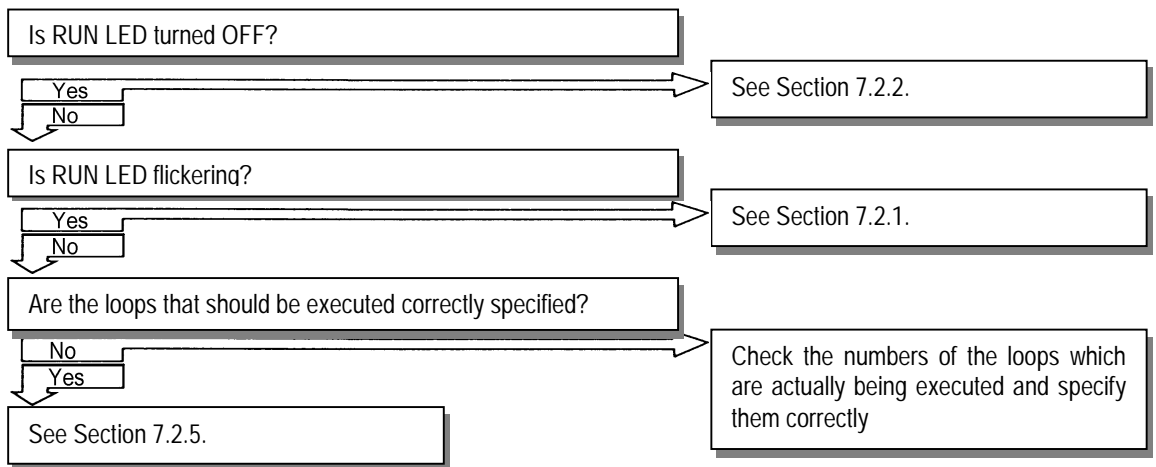 Is RUN LED turned OFF?
Yes
See Section 7.2.2.
No
Is RUN LED flickering?
Yes
See Section 7.2.1.
No
Are the loops that should be executed correctly specified?
No
Check the numbers of the loops which
are actually being executed and specify
them correctly
Yes
See Section 7.2.5.